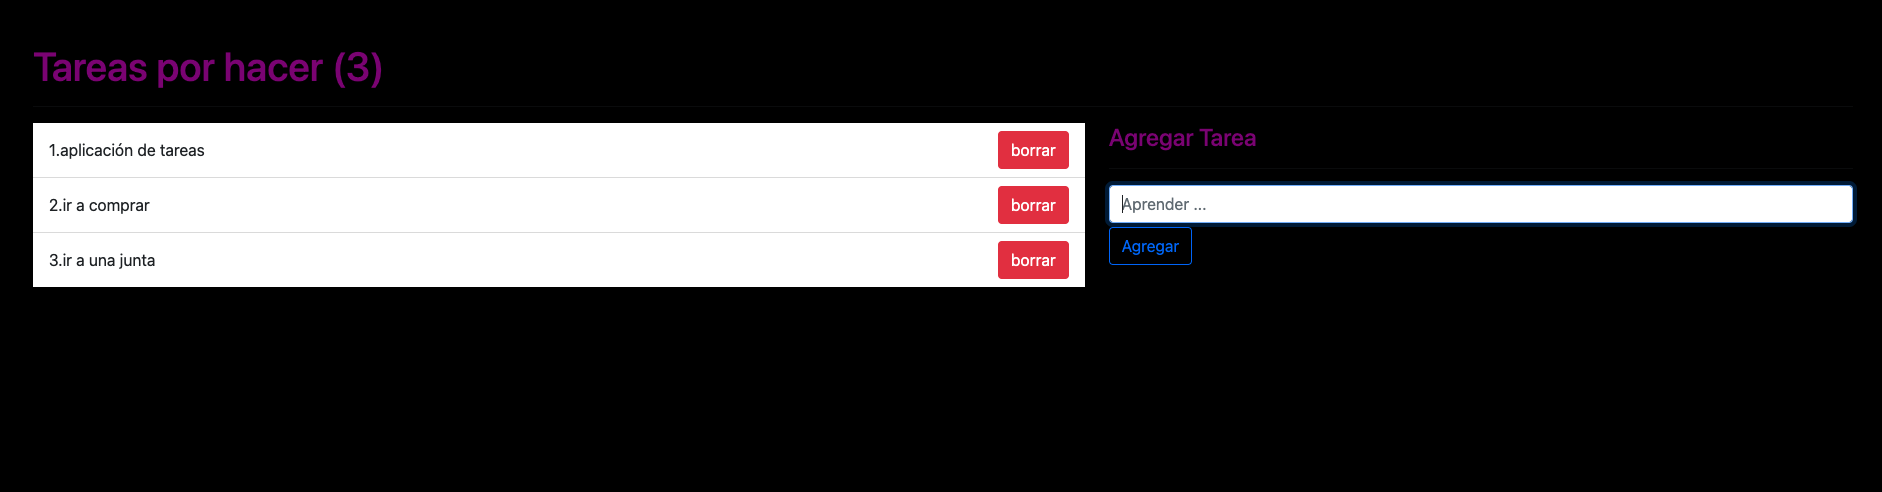 Tareas por hacer (3)
1.aplicación de tareas
borrar
2.ir a comprar
borrar
3.ir a una junta
borrar
Agregar Tarea
Aprender ...
Agregar